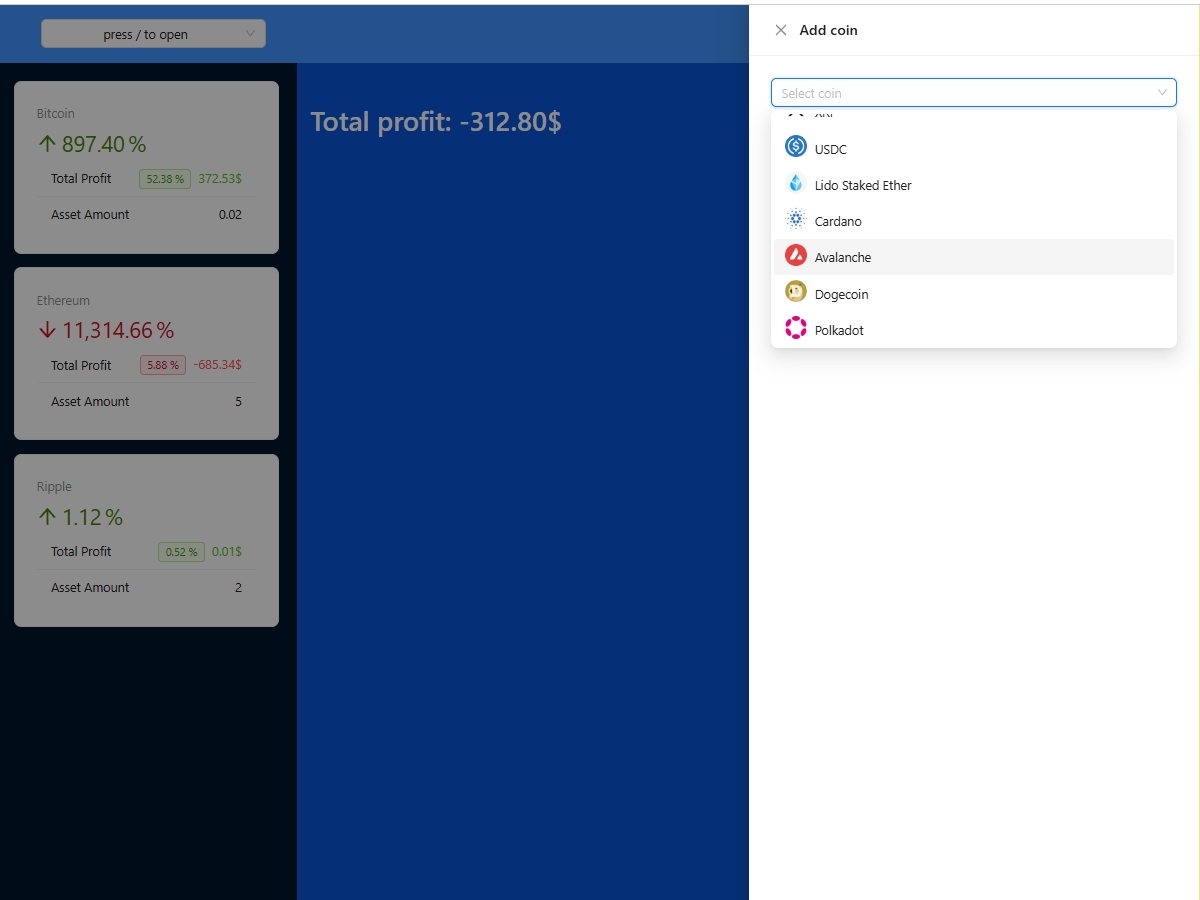 press / to open
Add coin
Select coin
Bitcoin
897.40 %
Total Profit 52.38 % 372.53$
Asset Amount 0.02
Ethereum
11,314.66 %
Total Profit 5.88 % -685.34$
Asset Amount 5
Ripple
1.12 %
Total Profit 0.52 % 0.01$
Asset Amount 2
Total profit: -312.80$
USDC
Lido Staked Ether
Cardano
Avalanche
Dogecoin
Polkadot